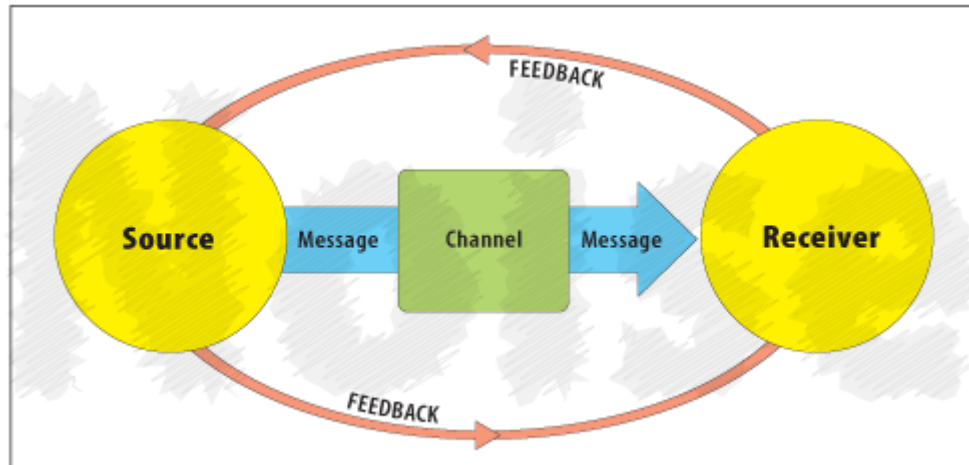 FEEDBACK
Source
Message
Channel
Message
Receiver
FEEDBACK